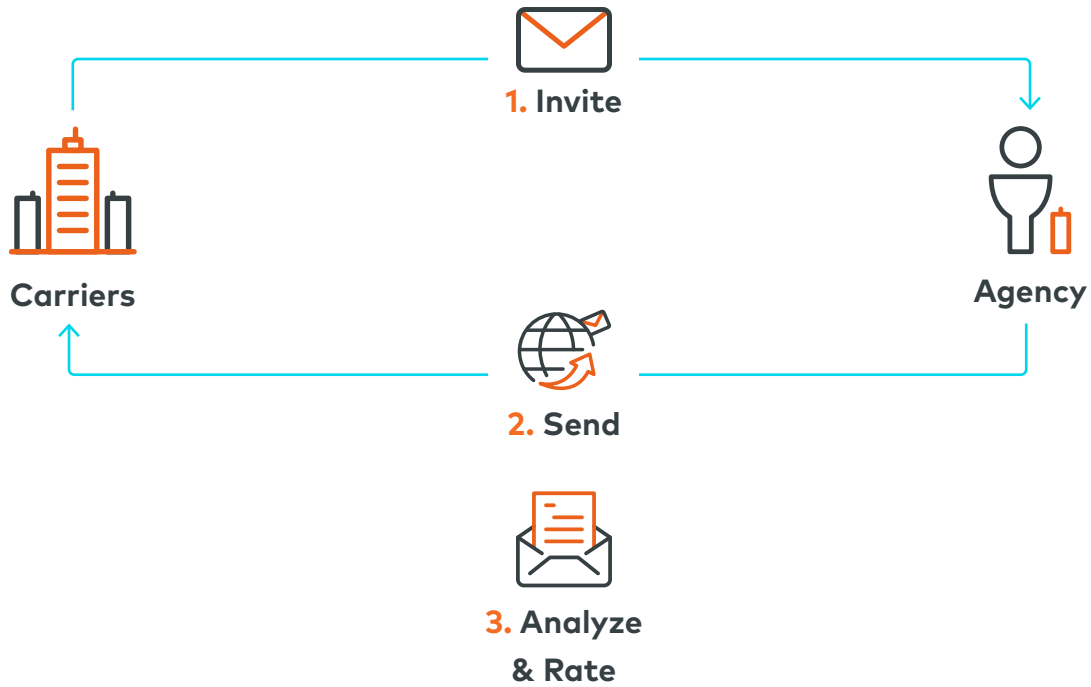 1. Invite
Carriers
Agency
2. Send
3. Analyze
& Rate